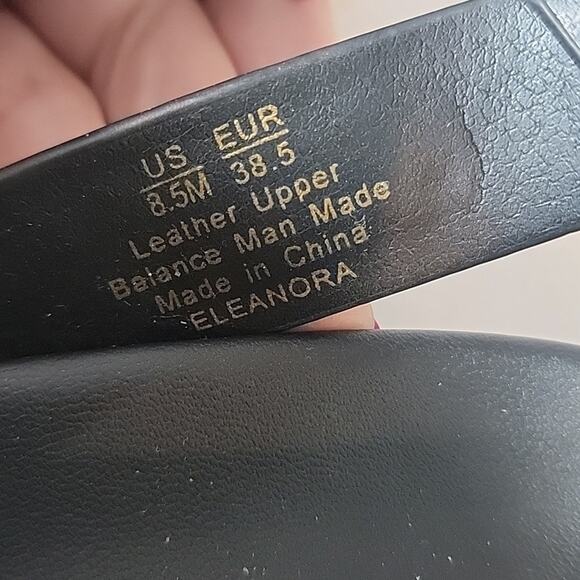 US EUR
8.5M 38.5
Leather Upper
Balance Man Made
Made in China
ELEANORA